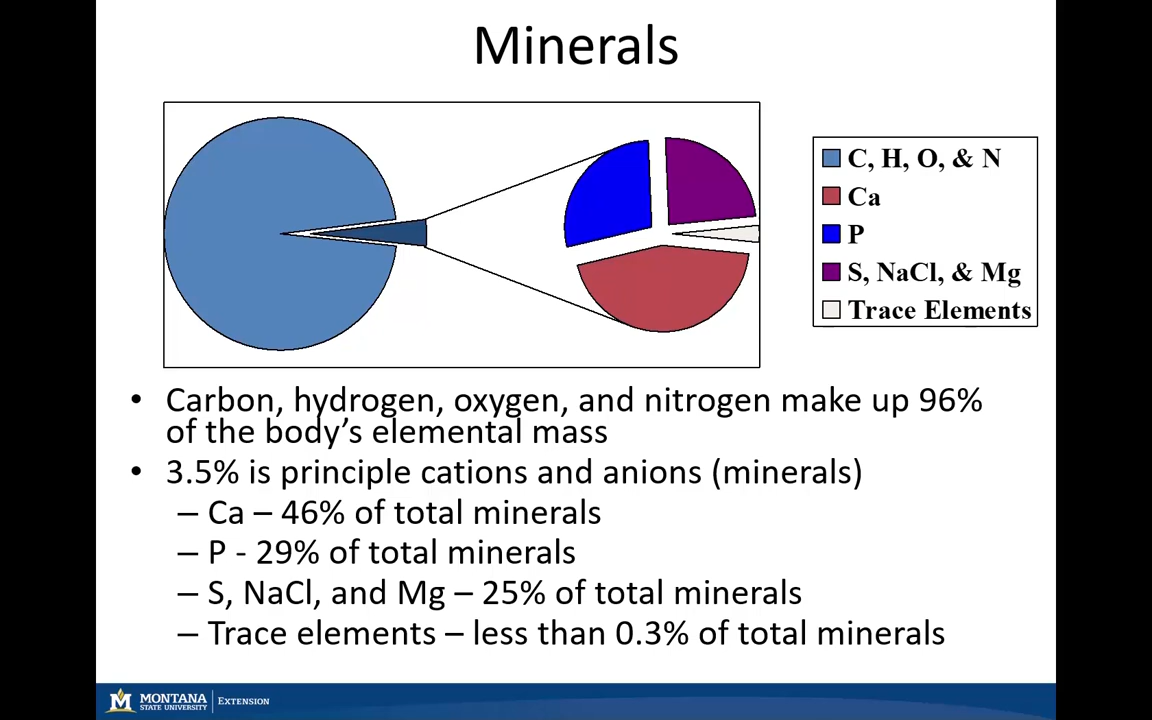 Minerals
C, H, O, & N
Ca
P
S, NaCl, & Mg
Trace Elements
• Carbon, hydrogen, oxygen, and nitrogen make up 96%
of the body’s elemental mass
• 3.5% is principle cations and anions (minerals)
– Ca – 46% of total minerals
– P - 29% of total minerals
– S, NaCl, and Mg – 25% of total minerals
– Trace elements – less than 0.3% of total minerals
M MONTANA
STATE UNIVERSITY
EXTENSION